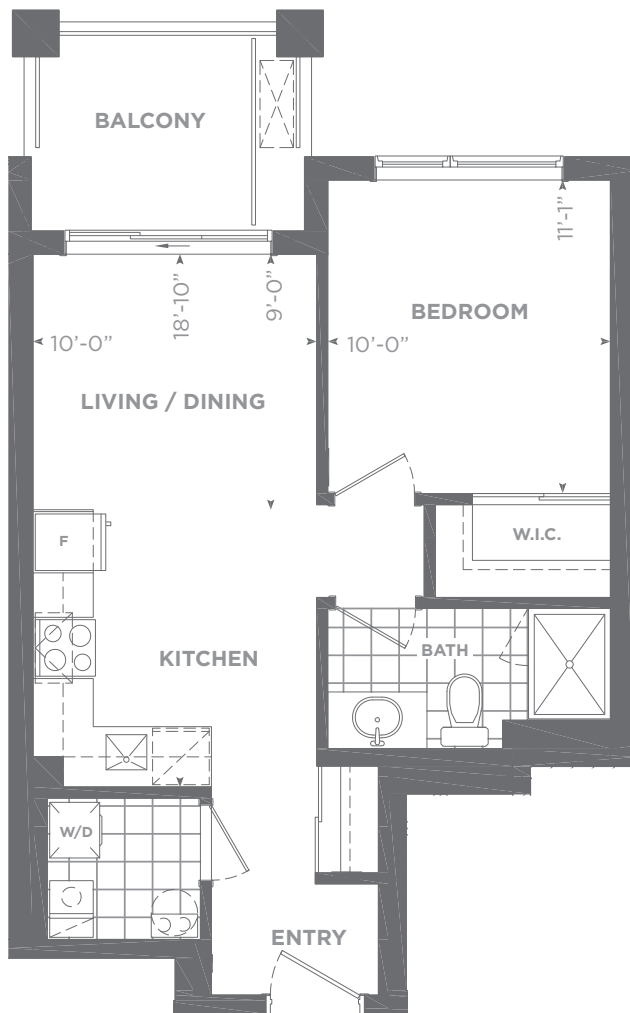 BALCONY
11'-1"
18'-10"
9'-0"
BEDROOM
10'-0"
10'-0"
LIVING / DINING
F
W.I.C.
KITCHEN
BATH
W/D
ENTRY